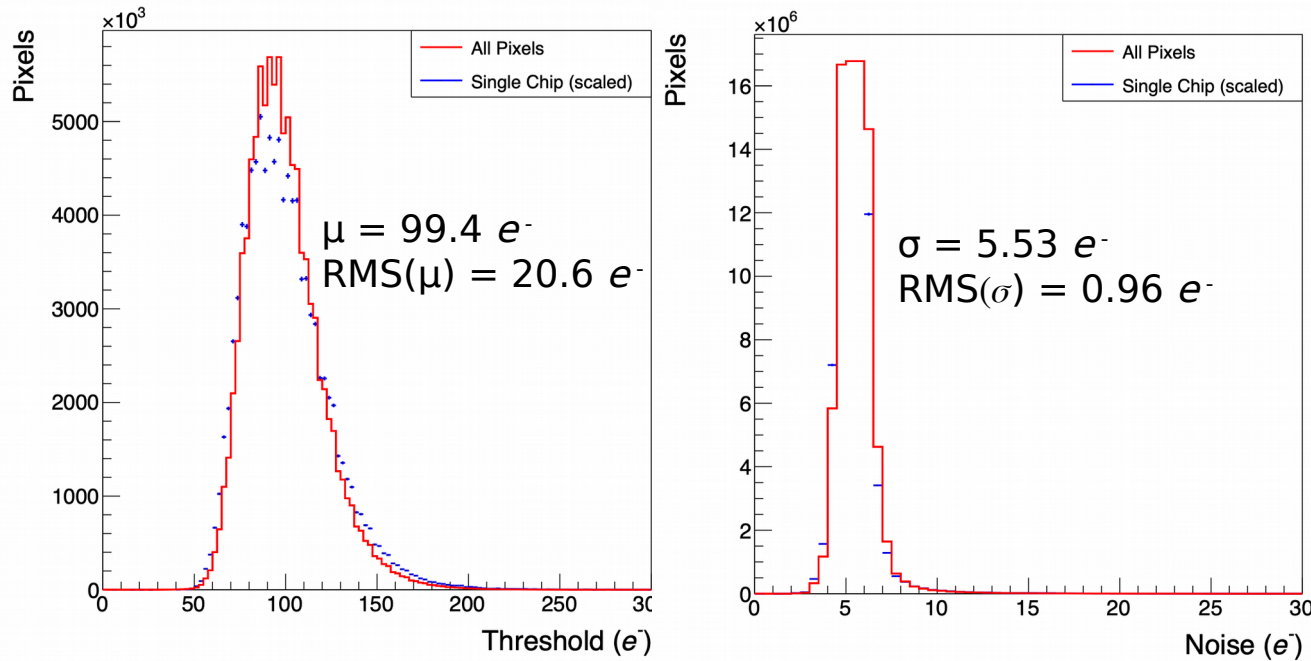 ×10³
Pixels
All Pixels
Single Chip (scaled)
5000
4000
3000
2000
1000
0
μ = 99.4 e⁻
RMS(μ) = 20.6 e⁻
0 50 100 150 200 250 30
Threshold (e⁻)
×10⁶
Pixels
All Pixels
Single Chip (scaled)
16
14
12
10
8
6
4
2
0
σ = 5.53 e⁻
RMS(σ) = 0.96 e⁻
0 5 10 15 20 25 30
Noise (e⁻)